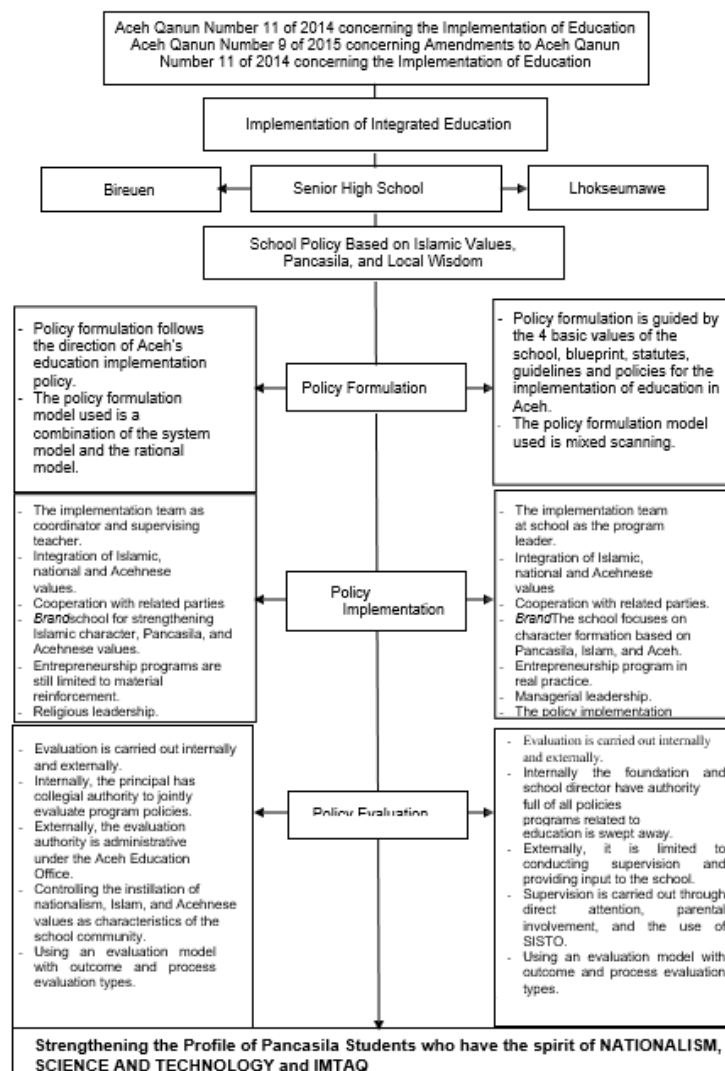 Aceh Qanun Number 11 of 2014 concerning the Implementation of Education
Aceh Qanun Number 9 of 2015 concerning Amendments to Aceh Qanun
Number 11 of 2014 concerning the Implementation of Education
Implementation of Integrated Education
Bireuen
Senior High School
Lhokseumawe
School Policy Based on Islamic Values,
Pancasila, and Local Wisdom
- Policy formulation follows
the direction of Aceh's
education implementation
policy.
- The policy formulation
model used is a
combination of the system
model and the rational
model.
Policy Formulation
- Policy formulation is guided by
the 4 basic values of the
school, blueprint, statutes,
guidelines and policies for the
implementation of education in
Aceh.
- The policy formulation model
used is mixed scanning.
- The implementation team as
coordinator and supervising
teacher.
- Integration of Islamic,
national and Acehnese
values.
- Cooperation with related parties
- Brandschool for strengthening
Islamic character, Pancasila, and
Acehnese values.
- Entrepreneurship programs are
still limited to material
reinforcement.
- Religious leadership.
Policy
Implementation
- The implementation team
at school as the program
leader.
- Integration of Islamic,
national and Acehnese
values
- Cooperation with related parties.
- BrandThe school focuses on
character formation based on
Pancasila, Islam, and Aceh.
- Entrepreneurship program in
real practice.
- Managerial leadership.
- The policy implementation
- Evaluation is carried out internally
and externally.
- Internally, the principal has
collegial authority to jointly
evaluate program policies.
- Externally, the evaluation
authority is administrative
under the Aceh Education
Office.
- Controlling the instillation of
nationalism, Islam, and Acehnese
values as characteristics of the
school community.
- Using an evaluation model
with outcome and process
evaluation types.
Policy Evaluation
- Evaluation is carried out internally
and externally.
- Internally the foundation and
school director have authority
full of all policies
programs related to
education is swept away.
- Externally, it is limited to
conducting supervision and
providing input to the school.
- Supervision is carried out through
direct attention, parental
involvement, and the use of
SISTO.
- Using an evaluation model with
outcome and process evaluation
types.
Strengthening the Profile of Pancasila Students who have the spirit of NATIONALISM,
SCIENCE AND TECHNOLOGY and IMTAQ